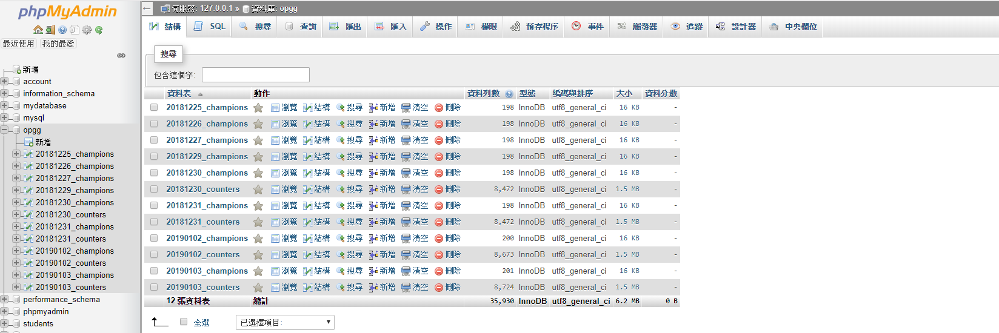 phpMyAdmin
最近使用 我的最愛
新增
account
information_schema
mydatabase
mysql
opgg
新增
20181225_champions
20181226_champions
20181227_champions
20181229_champions
20181230_champions
20181230_counters
20181231_champions
20181231_counters
20190102_champions
20190102_counters
20190103_champions
20190103_counters
performance_schema
phpmyadmin
students
伺服器: 127.0.0.1 » 資料庫: opgg
結構 SQL 搜尋 查詢 匯出 匯入 操作 權限 預存程序 事件 觸發器 追蹤 設計器 中央欄位
搜尋
包含這個字:
資料表 動作 資料列數 型態 編碼與排序 大小 資料分散
20181225_champions 瀏覽 結構 搜尋 新增 清空 刪除 198 InnoDB utf8_general_ci 16 KB -
20181226_champions 瀏覽 結構 搜尋 新增 清空 刪除 198 InnoDB utf8_general_ci 16 KB -
20181227_champions 瀏覽 結構 搜尋 新增 清空 刪除 198 InnoDB utf8_general_ci 16 KB -
20181229_champions 瀏覽 結構 搜尋 新增 清空 刪除 198 InnoDB utf8_general_ci 16 KB -
20181230_champions 瀏覽 結構 搜尋 新增 清空 刪除 198 InnoDB utf8_general_ci 16 KB -
20181230_counters 瀏覽 結構 搜尋 新增 清空 刪除 8,472 InnoDB utf8_general_ci 1.5 MB -
20181231_champions 瀏覽 結構 搜尋 新增 清空 刪除 198 InnoDB utf8_general_ci 16 KB -
20181231_counters 瀏覽 結構 搜尋 新增 清空 刪除 8,472 InnoDB utf8_general_ci 1.5 MB -
20190102_champions 瀏覽 結構 搜尋 新增 清空 刪除 200 InnoDB utf8_general_ci 16 KB -
20190102_counters 瀏覽 結構 搜尋 新增 清空 刪除 8,673 InnoDB utf8_general_ci 1.5 MB -
20190103_champions 瀏覽 結構 搜尋 新增 清空 刪除 201 InnoDB utf8_general_ci 16 KB -
20190103_counters 瀏覽 結構 搜尋 新增 清空 刪除 8,724 InnoDB utf8_general_ci 1.5 MB -
12 張資料表 總計 35,930 InnoDB utf8_general_ci 6.2 MB 0 B
全選 已選擇項目: